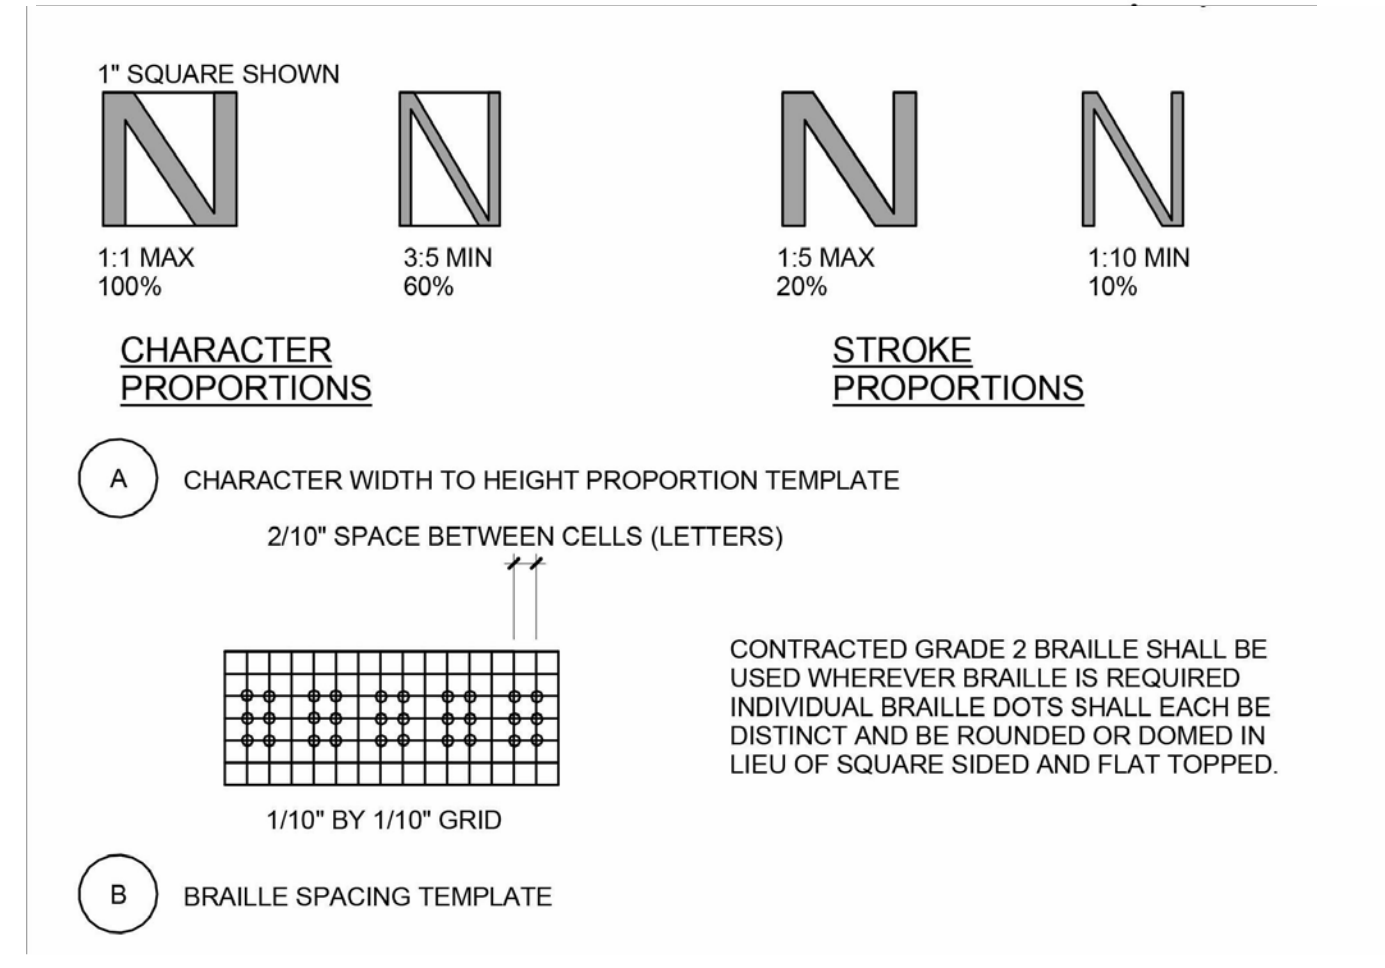 1" SQUARE SHOWN
1:1 MAX
100%
3:5 MIN
60%
1:5 MAX
20%
1:10 MIN
10%
CHARACTER
PROPORTIONS
STROKE
PROPORTIONS
A
CHARACTER WIDTH TO HEIGHT PROPORTION TEMPLATE
2/10" SPACE BETWEEN CELLS (LETTERS)
CONTRACTED GRADE 2 BRAILLE SHALL BE
USED WHEREVER BRAILLE IS REQUIRED
INDIVIDUAL BRAILLE DOTS SHALL EACH BE
DISTINCT AND BE ROUNDED OR DOMED IN
LIEU OF SQUARE SIDED AND FLAT TOPPED.
1/10" BY 1/10" GRID
B
BRAILLE SPACING TEMPLATE